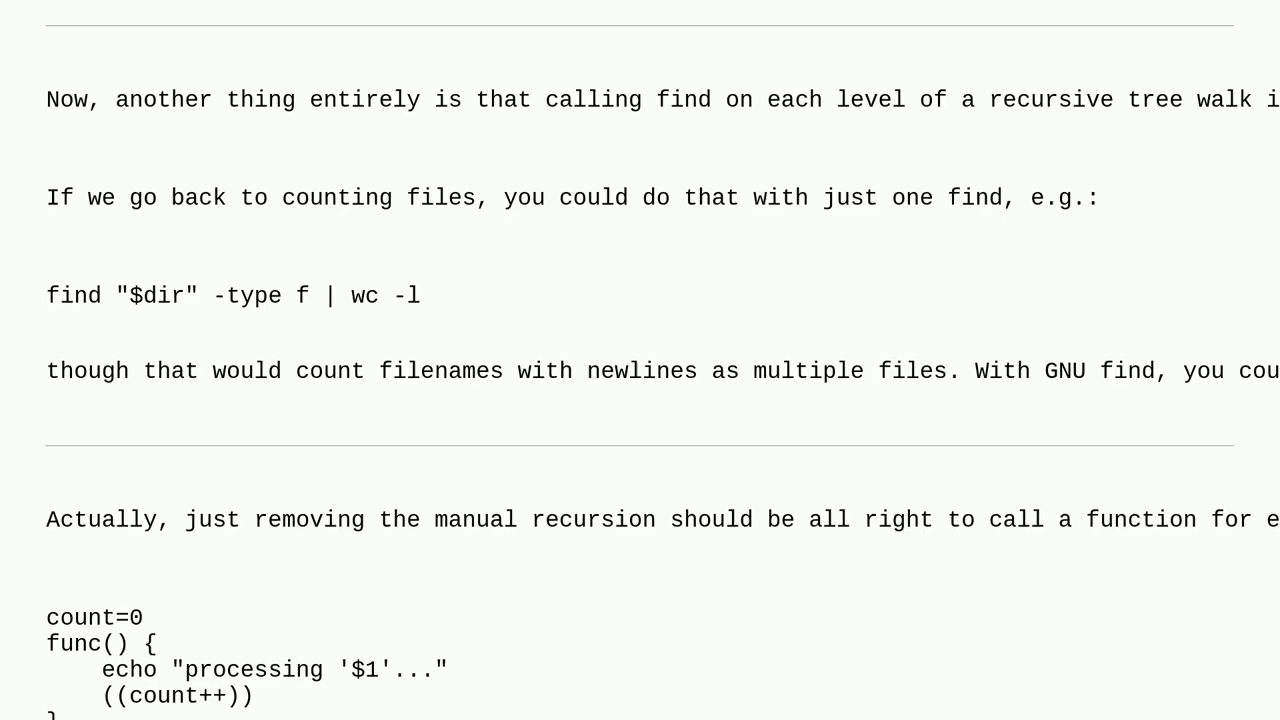 Now, another thing entirely is that calling find on each level of a recursive tree walk
If we go back to counting files, you could do that with just one find, e.g.:
find "$dir" -type f | wc -l
though that would count filenames with newlines as multiple files. With GNU find, you
Actually, just removing the manual recursion should be all right to call a function for
count=0
func() {
    echo "processing '$1'..."
    ((count++))
}